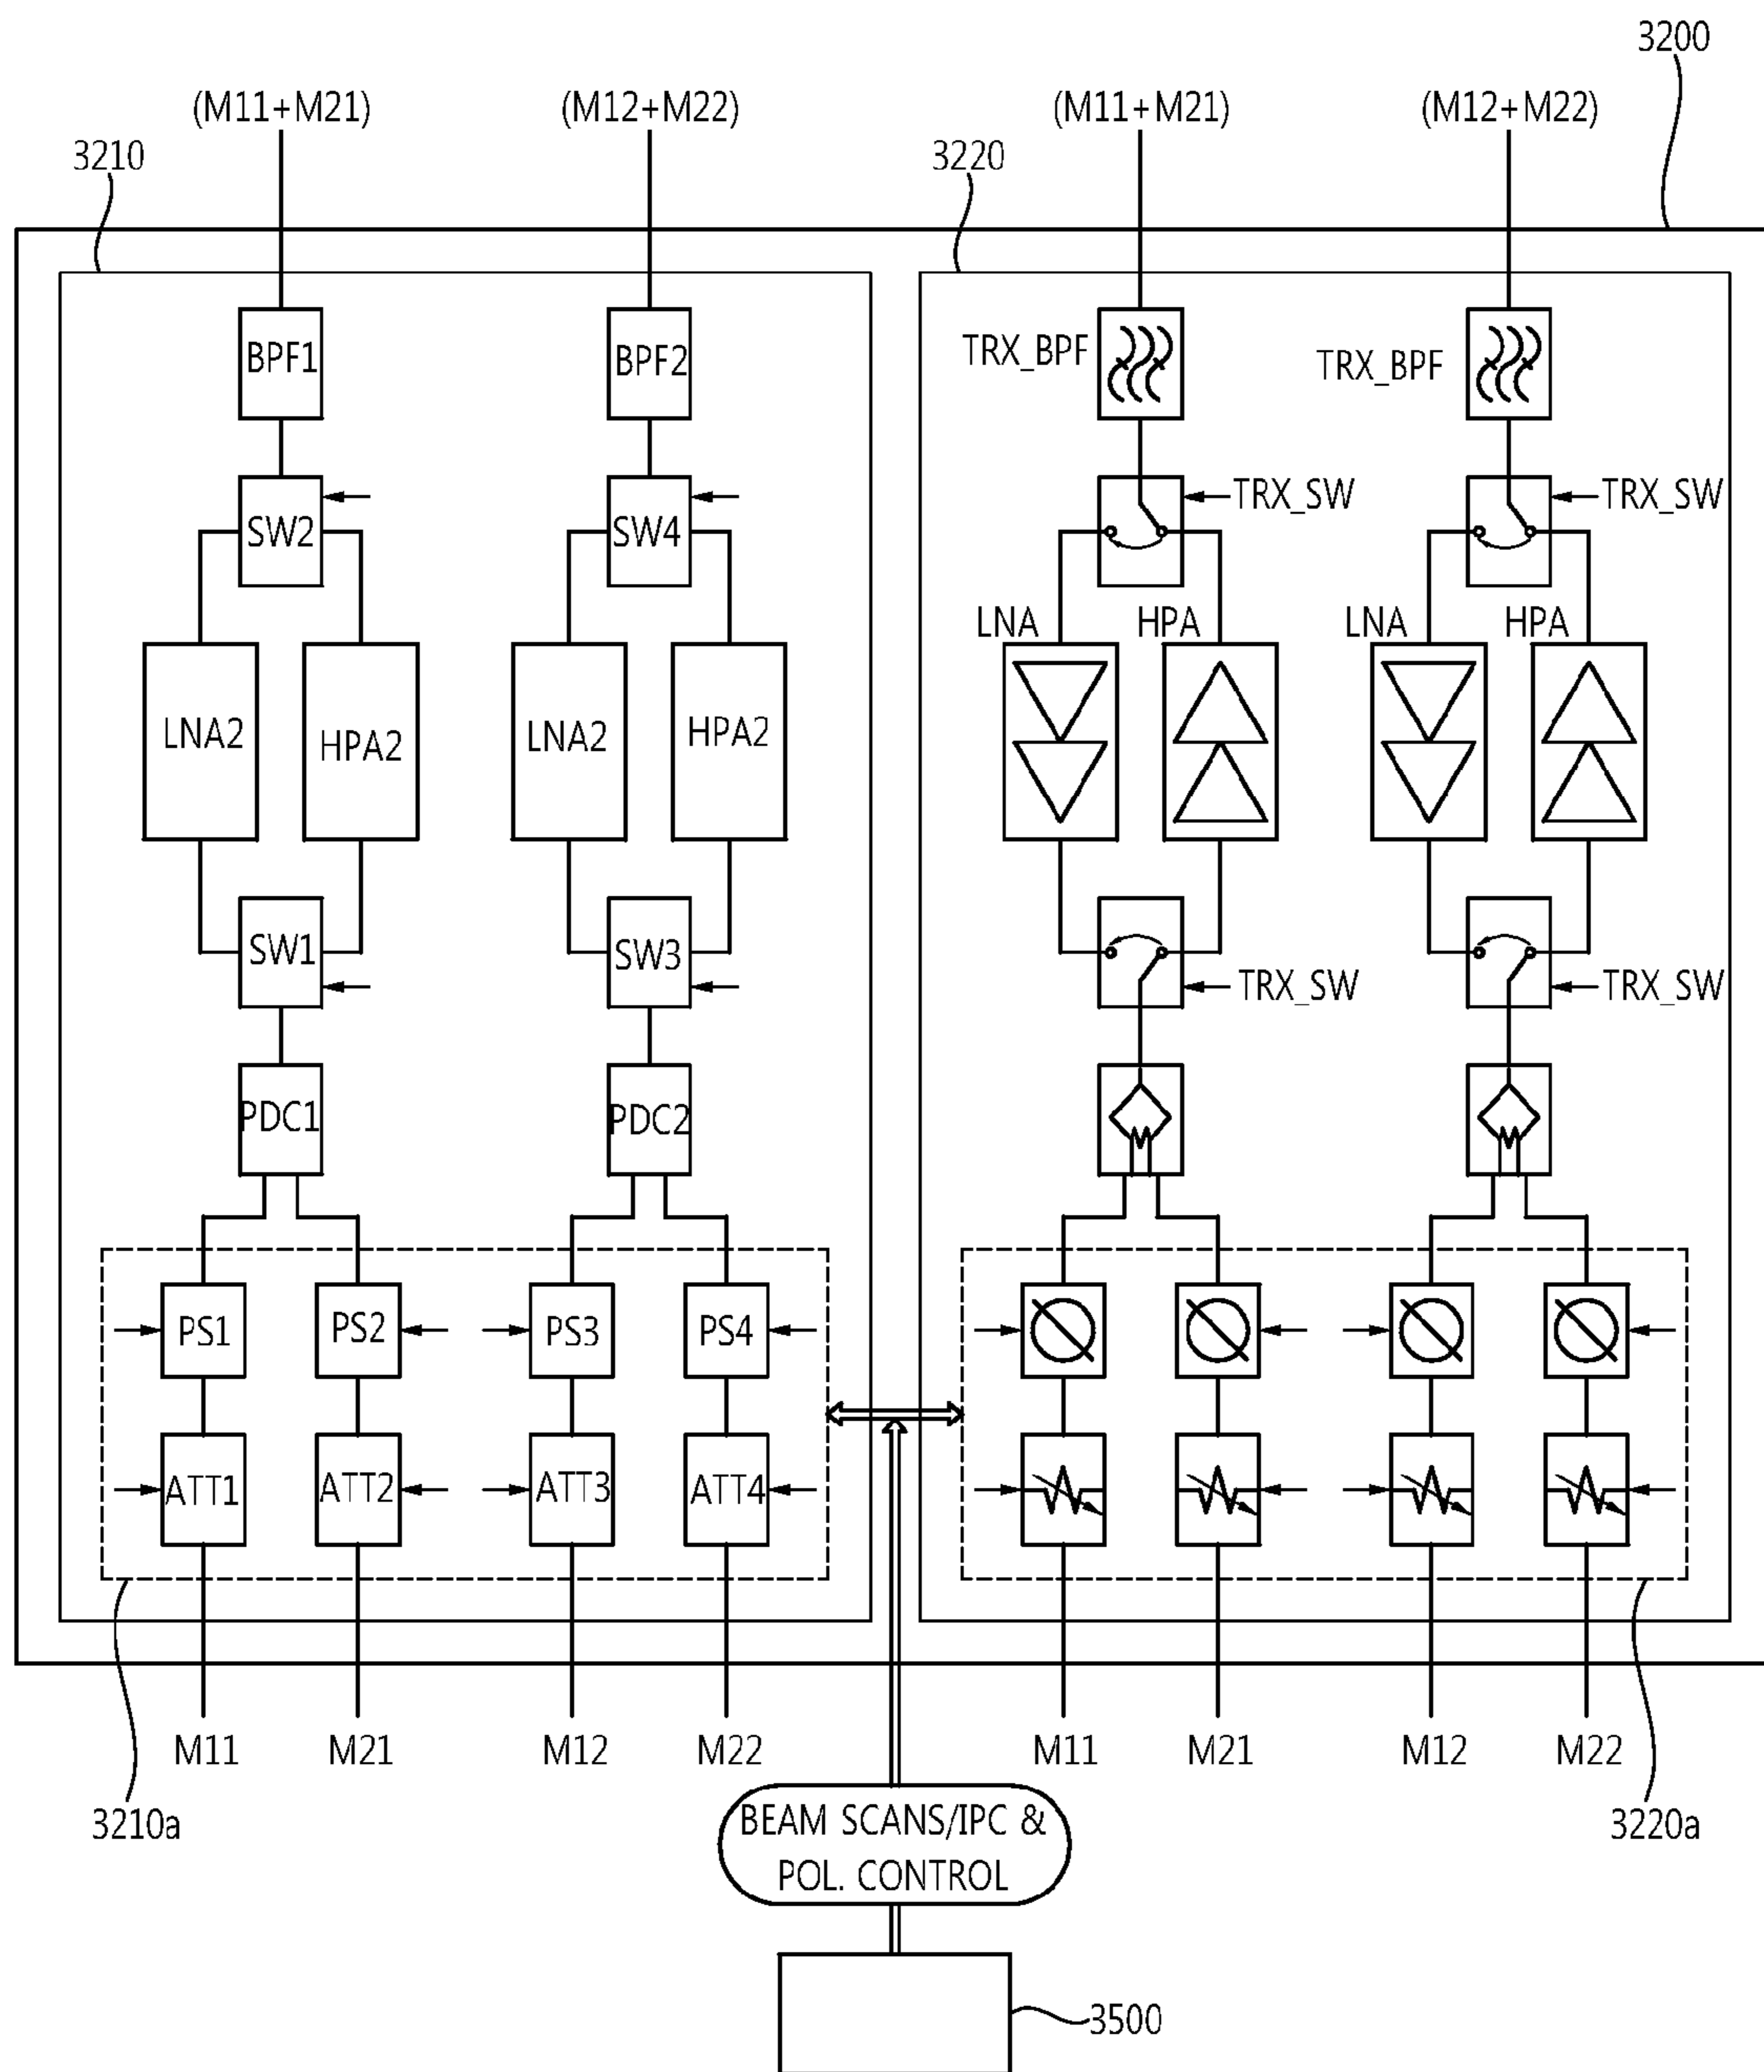 3200
(M11+M21)
(M12+M22)
(M11+M21)
(M12+M22)
3210
3220
BPF1
BPF2
TRX_BPF
TRX_BPF
SW2
SW4
TRX_SW
TRX_SW
LNA
HPA
LNA
HPA
LNA2
HPA2
LNA2
HPA2
SW1
SW3
TRX_SW
TRX_SW
PDC1
PDC2
PS1
PS2
PS3
PS4
ATT1
ATT2
ATT3
ATT4
M11
M21
M12
M22
M11
M21
M12
M22
3210a
3220a
BEAM SCANS/IPC &
POL. CONTROL
3500